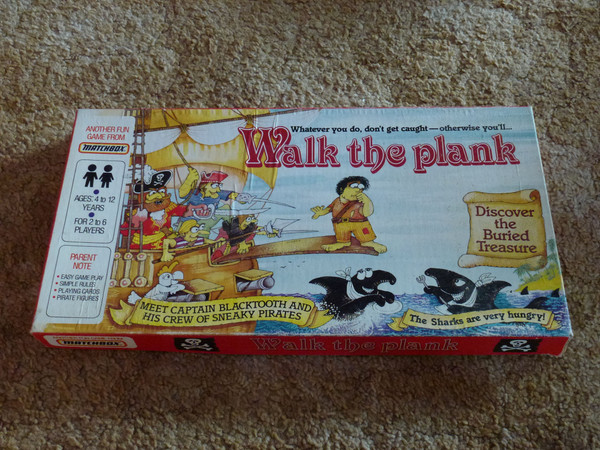 ANOTHER FUN
GAME FROM
MATCHBOX
AGES: 4 to 12
YEARS
FOR 2 to 6
PLAYERS
PARENT
NOTE
• EASY GAME PLAY
• SIMPLE RULES
• PLAYING CARDS
• PIRATE FIGURES
Whatever you do, don't get caught — otherwise you'll...
Walk the plank
Discover
the
Buried
Treasure
MEET CAPTAIN BLACKTOOTH AND
HIS CREW OF SNEAKY PIRATES
The Sharks are very hungry!
MATCHBOX
Walk the plank